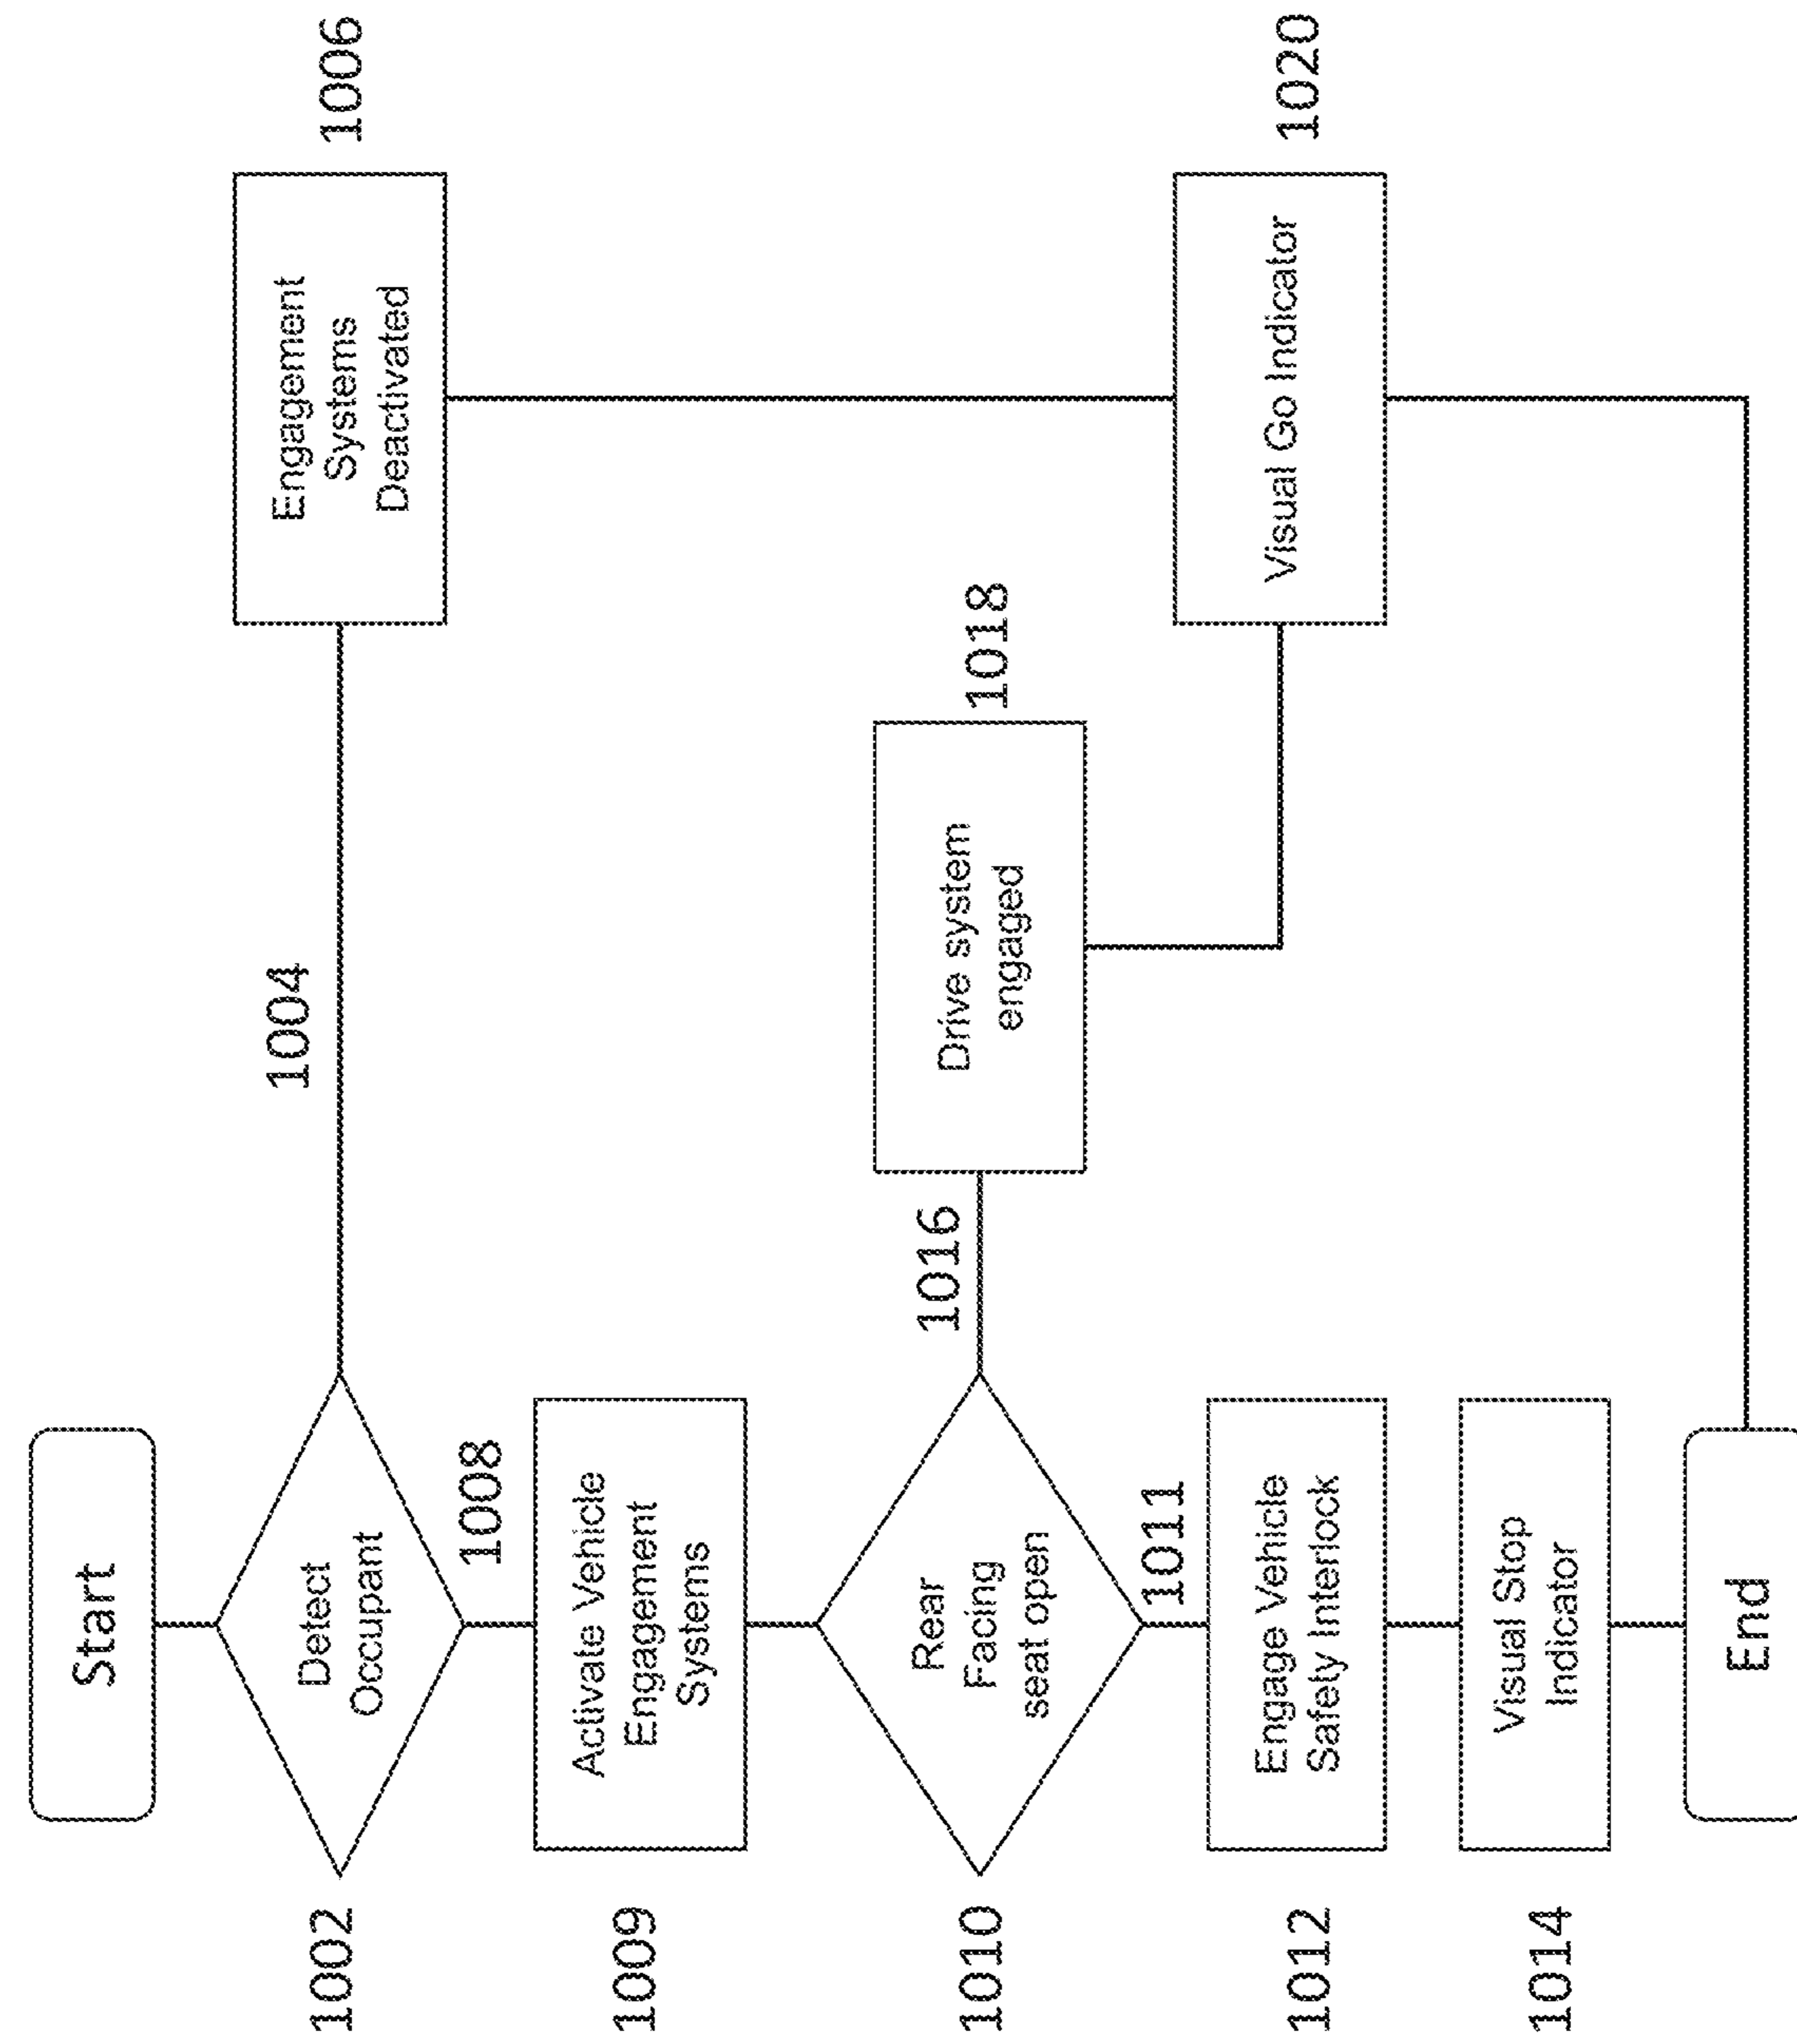 Start
1002
Detect
Occupant
1004
Engagement
Systems
Deactivated
1006
1008
1009
Activate Vehicle
Engagement
Systems
1010
Rear
Facing
seat open
1016
Drive system
engaged
1018
1011
1012
Engage Vehicle
Safety Interlock
Visual Go Indicator
1020
1014
Visual Stop
Indicator
End